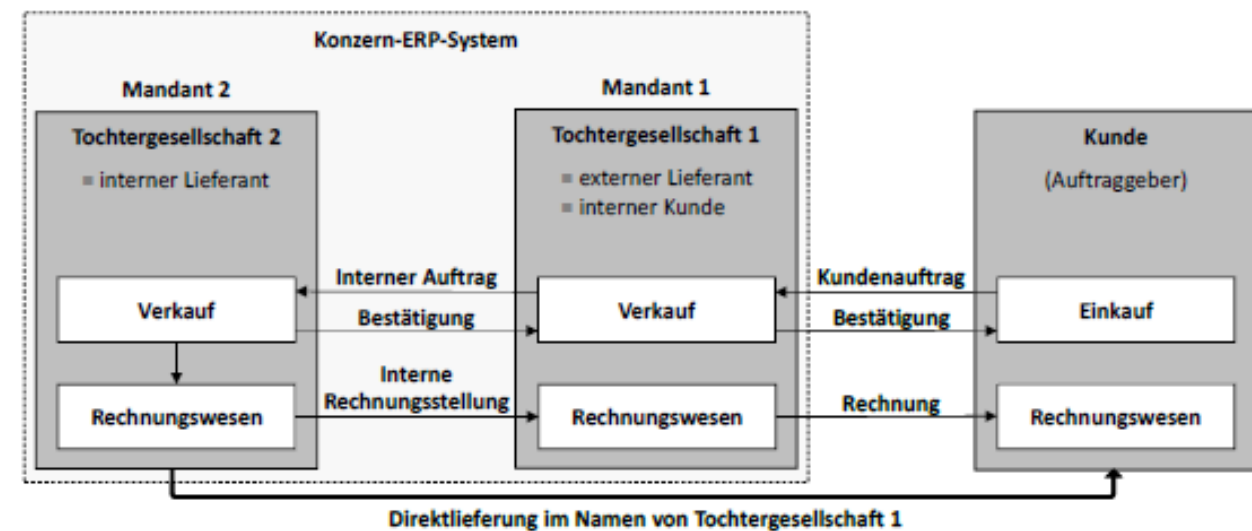 Konzern-ERP-System
Mandant 2
Mandant 1
Tochtergesellschaft 2
= interner Lieferant
Tochtergesellschaft 1
= externer Lieferant
= interner Kunde
Kunde
(Auftraggeber)
Interner Auftrag
Kundenauftrag
Verkauf
Verkauf
Einkauf
Bestätigung
Bestätigung
Interne
Rechnungsstellung
Rechnung
Rechnungswesen
Rechnungswesen
Rechnungswesen
Direktlieferung im Namen von Tochtergesellschaft 1